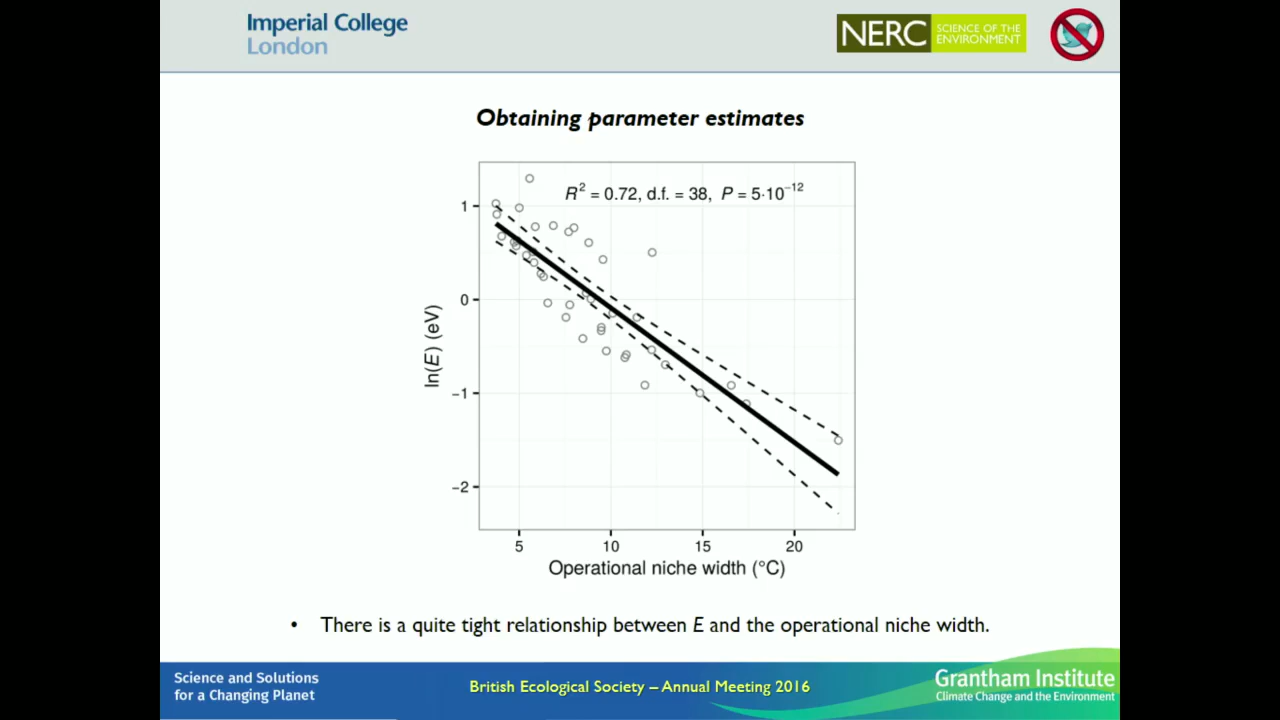 Imperial College
London
NERC
SCIENCE OF THE
ENVIRONMENT
Obtaining parameter estimates
R² = 0.72, d.f. = 38, P = 5·10⁻¹²
1
0
−1
−2
ln(E) (eV)
5 10 15 20
Operational niche width (°C)
• There is a quite tight relationship between E and the operational niche width.
Science and Solutions
for a Changing Planet
British Ecological Society – Annual Meeting 2016
Grantham Institute
Climate Change and the Environment